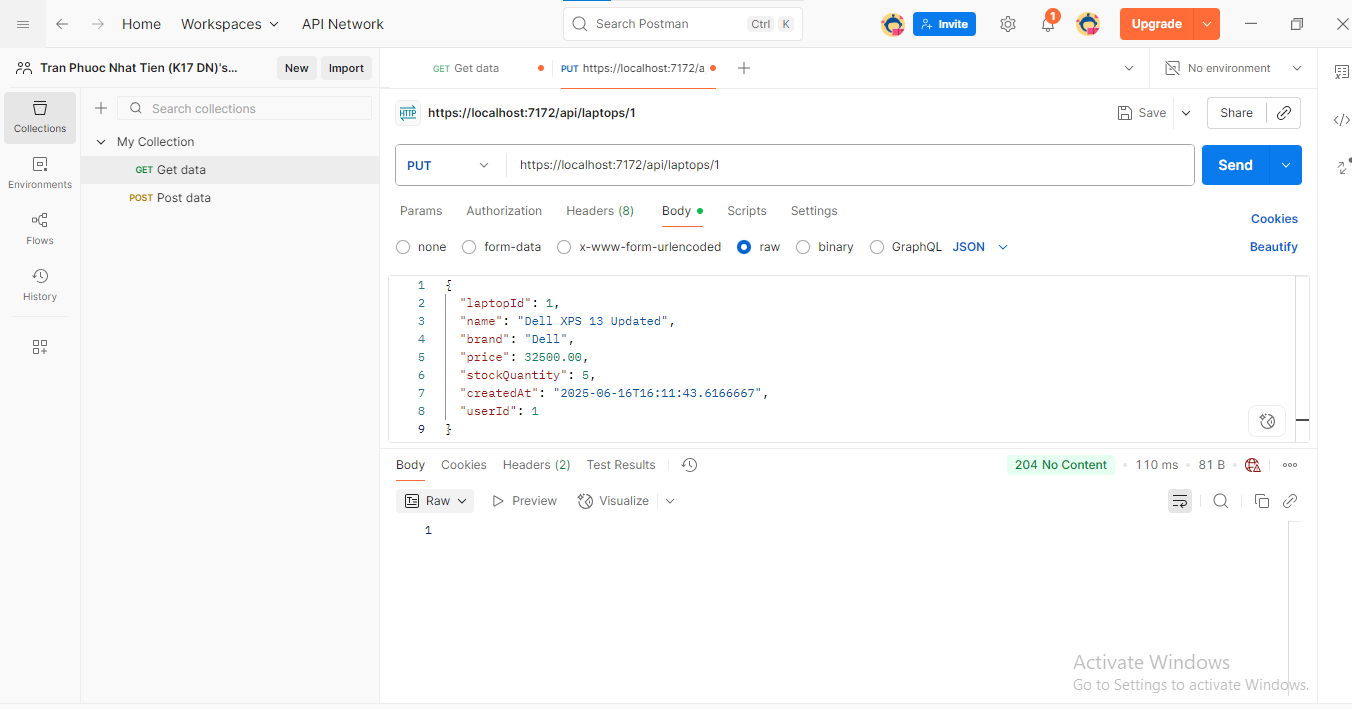 Home Workspaces API Network Search Postman Ctrl K Invite 1 Upgrade
Tran Phuoc Nhat Tien (K17 DN)'s... New Import GET Get data PUT https://localhost:7172/a No environment
Collections
Environments
Flows
History
Search collections
My Collection
GET Get data
POST Post data
HTTP https://localhost:7172/api/laptops/1 Save Share
PUT https://localhost:7172/api/laptops/1 Send
Params Authorization Headers (8) Body Scripts Settings Cookies
none form-data x-www-form-urlencoded raw binary GraphQL JSON Beautify
1 {
2 "laptopId": 1,
3 "name": "Dell XPS 13 Updated",
4 "brand": "Dell",
5 "price": 32500.00,
6 "stockQuantity": 5,
7 "createdAt": "2025-06-16T16:11:43.6166667",
8 "userId": 1
9 }
Body Cookies Headers (2) Test Results 204 No Content 110 ms 81 B
Raw Preview Visualize
1
Activate Windows
Go to Settings to activate Windows.